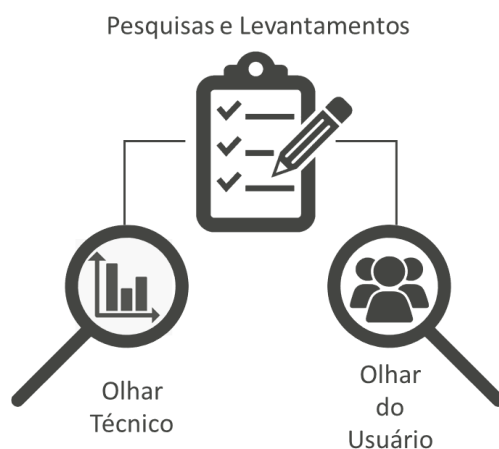 Pesquisas e Levantamentos
Olhar
Técnico
Olhar
do
Usuário